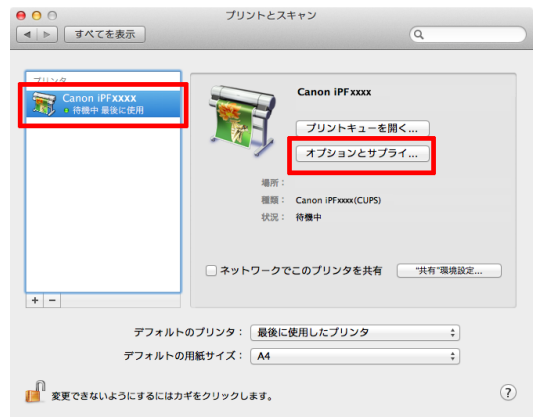 プリントとスキャン
すべてを表示
プリンタ
Canon iPFxxxx
待機中 最後に使用
Canon iPFxxxx
プリントキューを開く...
オプションとサプライ...
場所：
種類： Canon iPFxxxx(CUPS)
状況： 待機中
ネットワークでこのプリンタを共有
"共有"環境設定...
+ −
デフォルトのプリンタ： 最後に使用したプリンタ
デフォルトの用紙サイズ： A4
変更できないようにするにはカギをクリックします。
?